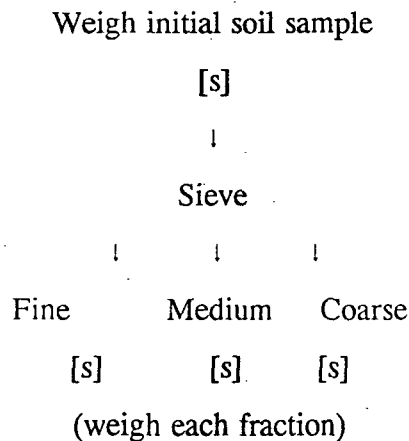 Weigh initial soil sample
[s]
↓
Sieve
↓ ↓ ↓
Fine Medium Coarse
[s] [s] [s]
(weigh each fraction)